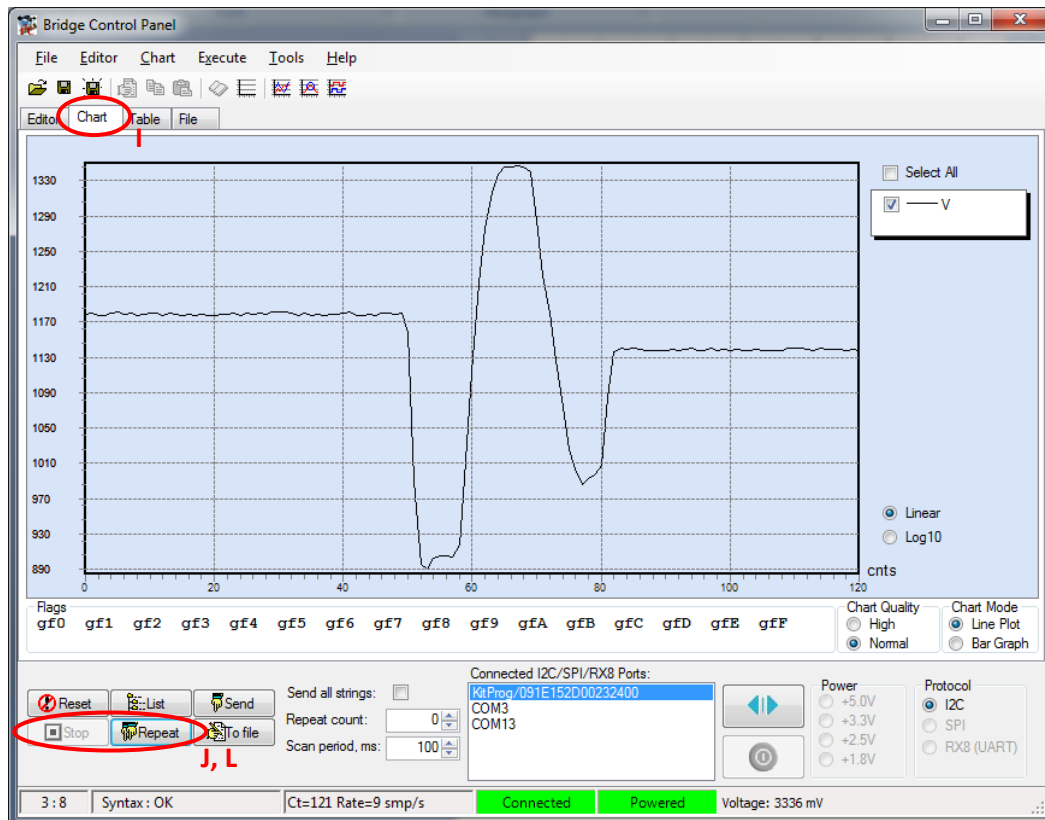 Bridge Control Panel
File Editor Chart Execute Tools Help
Editor Chart Table File
I
1330
1290
1250
1210
1170
1130
1090
1050
1010
970
930
890
0 20 40 60 80 100 120
cnts
Select All
V
Linear
Log10
Flags
gf0 gf1 gf2 gf3 gf4 gf5 gf6 gf7 gf8 gf9 gfA gfB gfC gfD gfE gfF
Chart Quality
High
Normal
Chart Mode
Line Plot
Bar Graph
Reset List Send
Stop Repeat To file
J, L
Send all strings:
Repeat count: 0
Scan period, ms: 100
Connected I2C/SPI/RX8 Ports:
KitProg/091E152D00232400
COM3
COM13
Power
+5.0V
+3.3V
+2.5V
+1.8V
Protocol
I2C
SPI
RX8 (UART)
3 : 8 Syntax : OK Ct=121 Rate=9 smp/s Connected Powered Voltage: 3336 mV